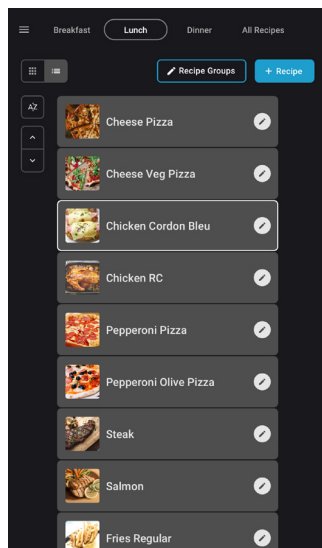 Breakfast
Lunch
Dinner
All Recipes
Recipe Groups
+ Recipe
AZ
Cheese Pizza
Cheese Veg Pizza
Chicken Cordon Bleu
Chicken RC
Pepperoni Pizza
Pepperoni Olive Pizza
Steak
Salmon
Fries Regular